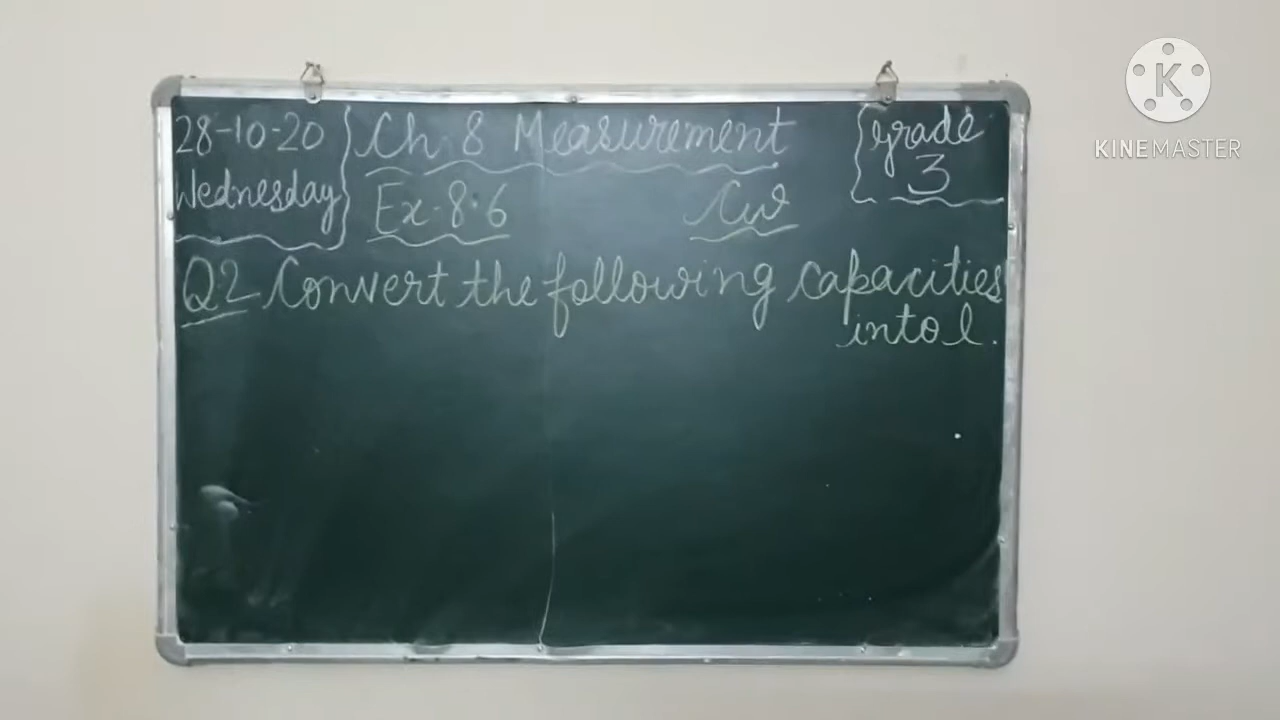 28-10-20
Wednesday
Ch. 8 Measurement
Ex-8.6
Cw
Grade
3
Q2 Convert the following capacities
into l.
K
KINEMASTER